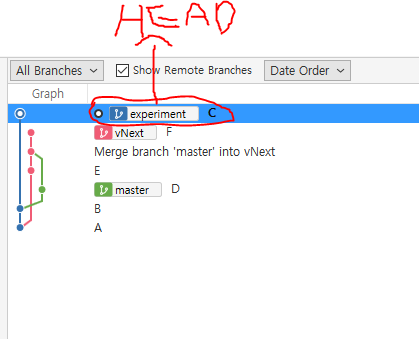 HEAD
All Branches Show Remote Branches Date Order
Graph
experiment C
vNext F
Merge branch 'master' into vNext
E
master D
B
A